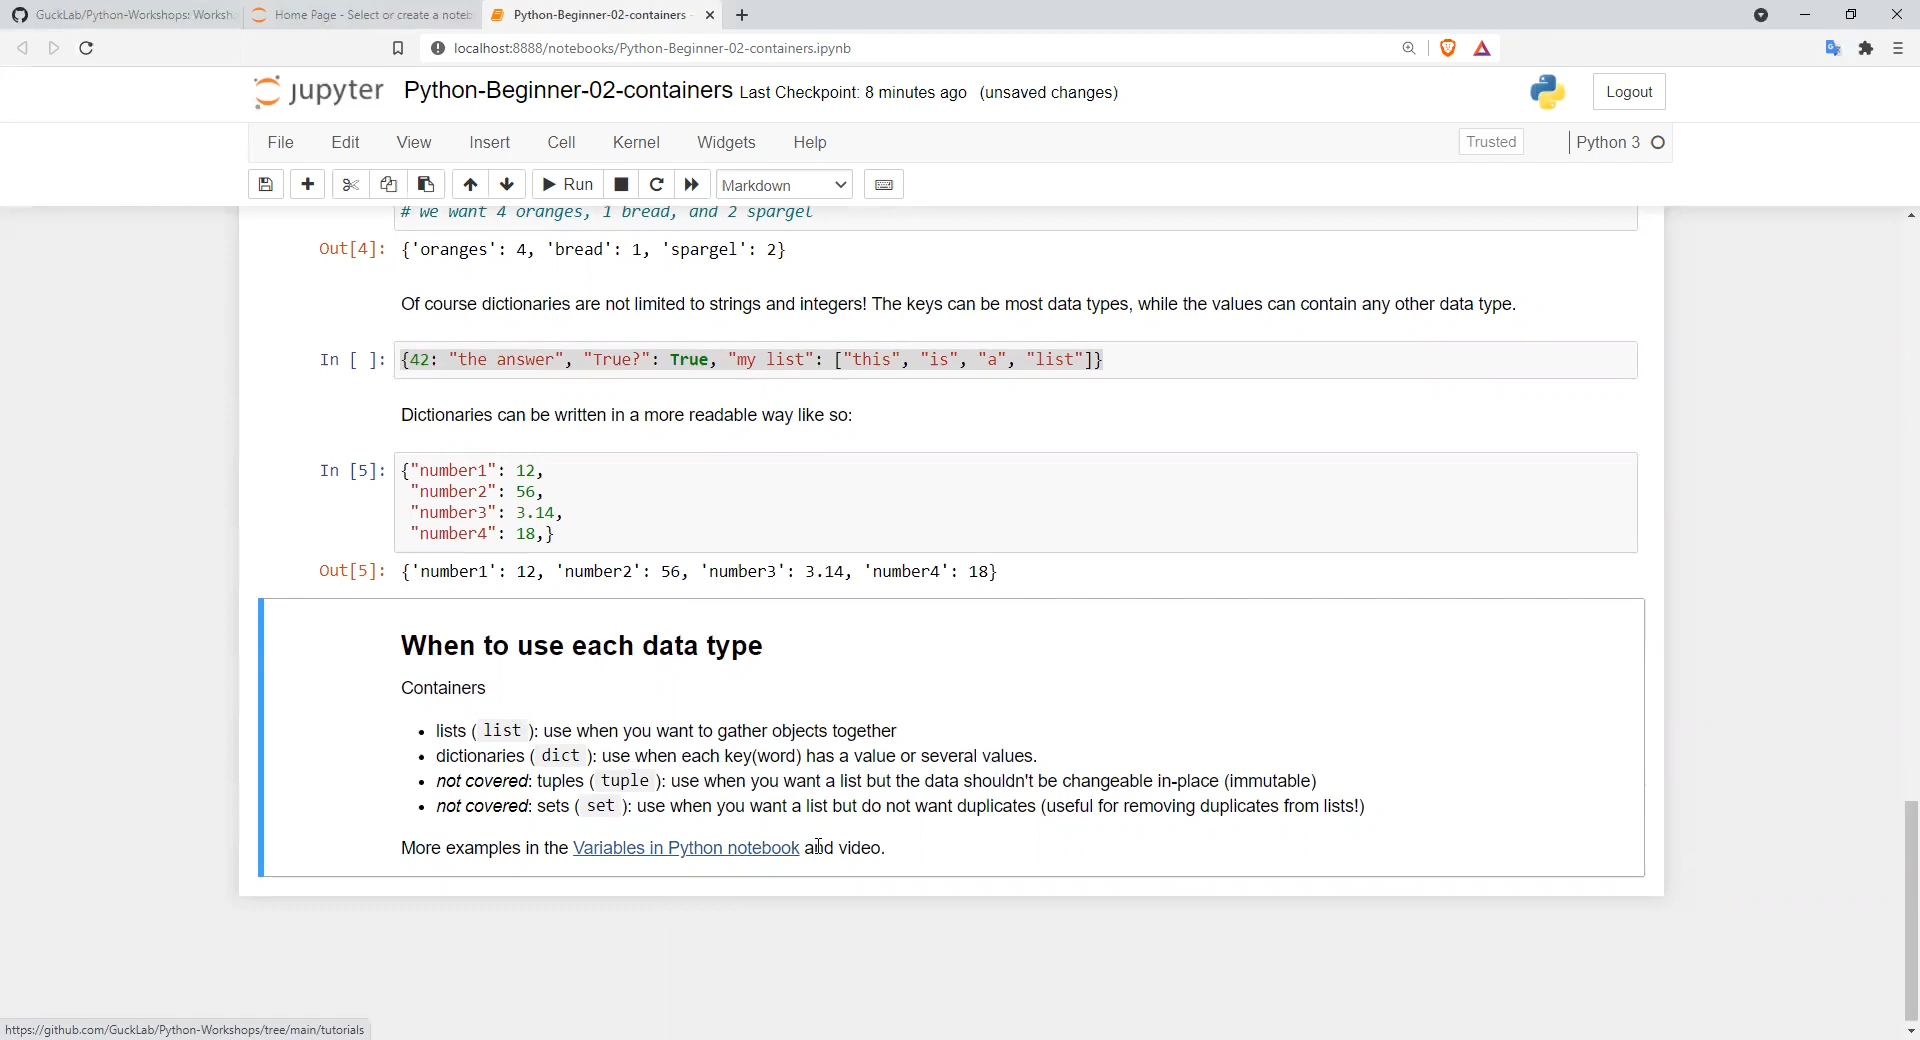 GuckLab/Python-Workshops: Worksh
Home Page - Select or create a noteb
Python-Beginner-02-containers -
localhost:8888/notebooks/Python-Beginner-02-containers.ipynb
jupyter Python-Beginner-02-containers Last Checkpoint: 8 minutes ago (unsaved changes)
Logout
File Edit View Insert Cell Kernel Widgets Help
Trusted
Python 3
Run
Markdown
# we want 4 oranges, 1 bread, and 2 spargel
Out[4]: {'oranges': 4, 'bread': 1, 'spargel': 2}
Of course dictionaries are not limited to strings and integers! The keys can be most data types, while the values can contain any other data type.
In [ ]: {42: "the answer", "True?": True, "my list": ["this", "is", "a", "list"]}
Dictionaries can be written in a more readable way like so:
In [5]: {"number1": 12,
"number2": 56,
"number3": 3.14,
"number4": 18,}
Out[5]: {'number1': 12, 'number2': 56, 'number3': 3.14, 'number4': 18}
When to use each data type
Containers
• lists ( list ): use when you want to gather objects together
• dictionaries ( dict ): use when each key(word) has a value or several values.
• not covered: tuples ( tuple ): use when you want a list but the data shouldn't be changeable in-place (immutable)
• not covered: sets ( set ): use when you want a list but do not want duplicates (useful for removing duplicates from lists!)
More examples in the Variables in Python notebook and video.
https://github.com/GuckLab/Python-Workshops/tree/main/tutorials